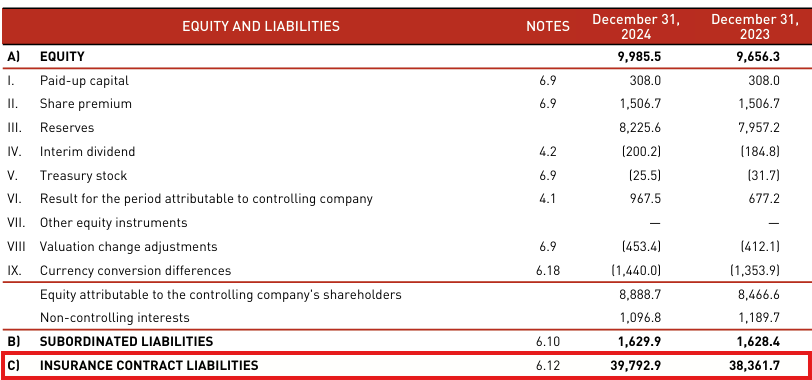 EQUITY AND LIABILITIES NOTES December 31, 2024 December 31, 2023
A) EQUITY 9,985.5 9,656.3
I. Paid-up capital 6.9 308.0 308.0
II. Share premium 6.9 1,506.7 1,506.7
III. Reserves 8,225.6 7,957.2
IV. Interim dividend 4.2 (200.2) (184.8)
V. Treasury stock 6.9 (25.5) (31.7)
VI. Result for the period attributable to controlling company 4.1 967.5 677.2
VII. Other equity instruments — —
VIII Valuation change adjustments 6.9 (453.4) (412.1)
IX. Currency conversion differences 6.18 (1,440.0) (1,353.9)
Equity attributable to the controlling company's shareholders 8,888.7 8,466.6
Non-controlling interests 1,096.8 1,189.7
B) SUBORDINATED LIABILITIES 6.10 1,629.9 1,628.4
C) INSURANCE CONTRACT LIABILITIES 6.12 39,792.9 38,361.7